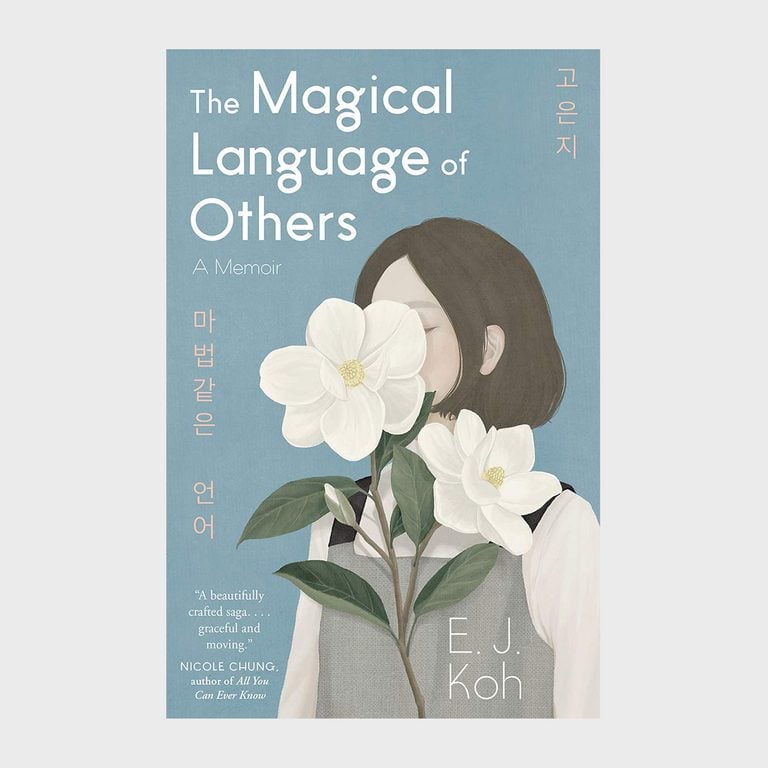 The Magical
Language of
Others
A Memoir
고은지
마법같은 언어
"A beautifully
crafted saga. . . .
graceful and
moving."
NICOLE CHUNG,
author of All You
Can Ever Know
E. J.
Koh